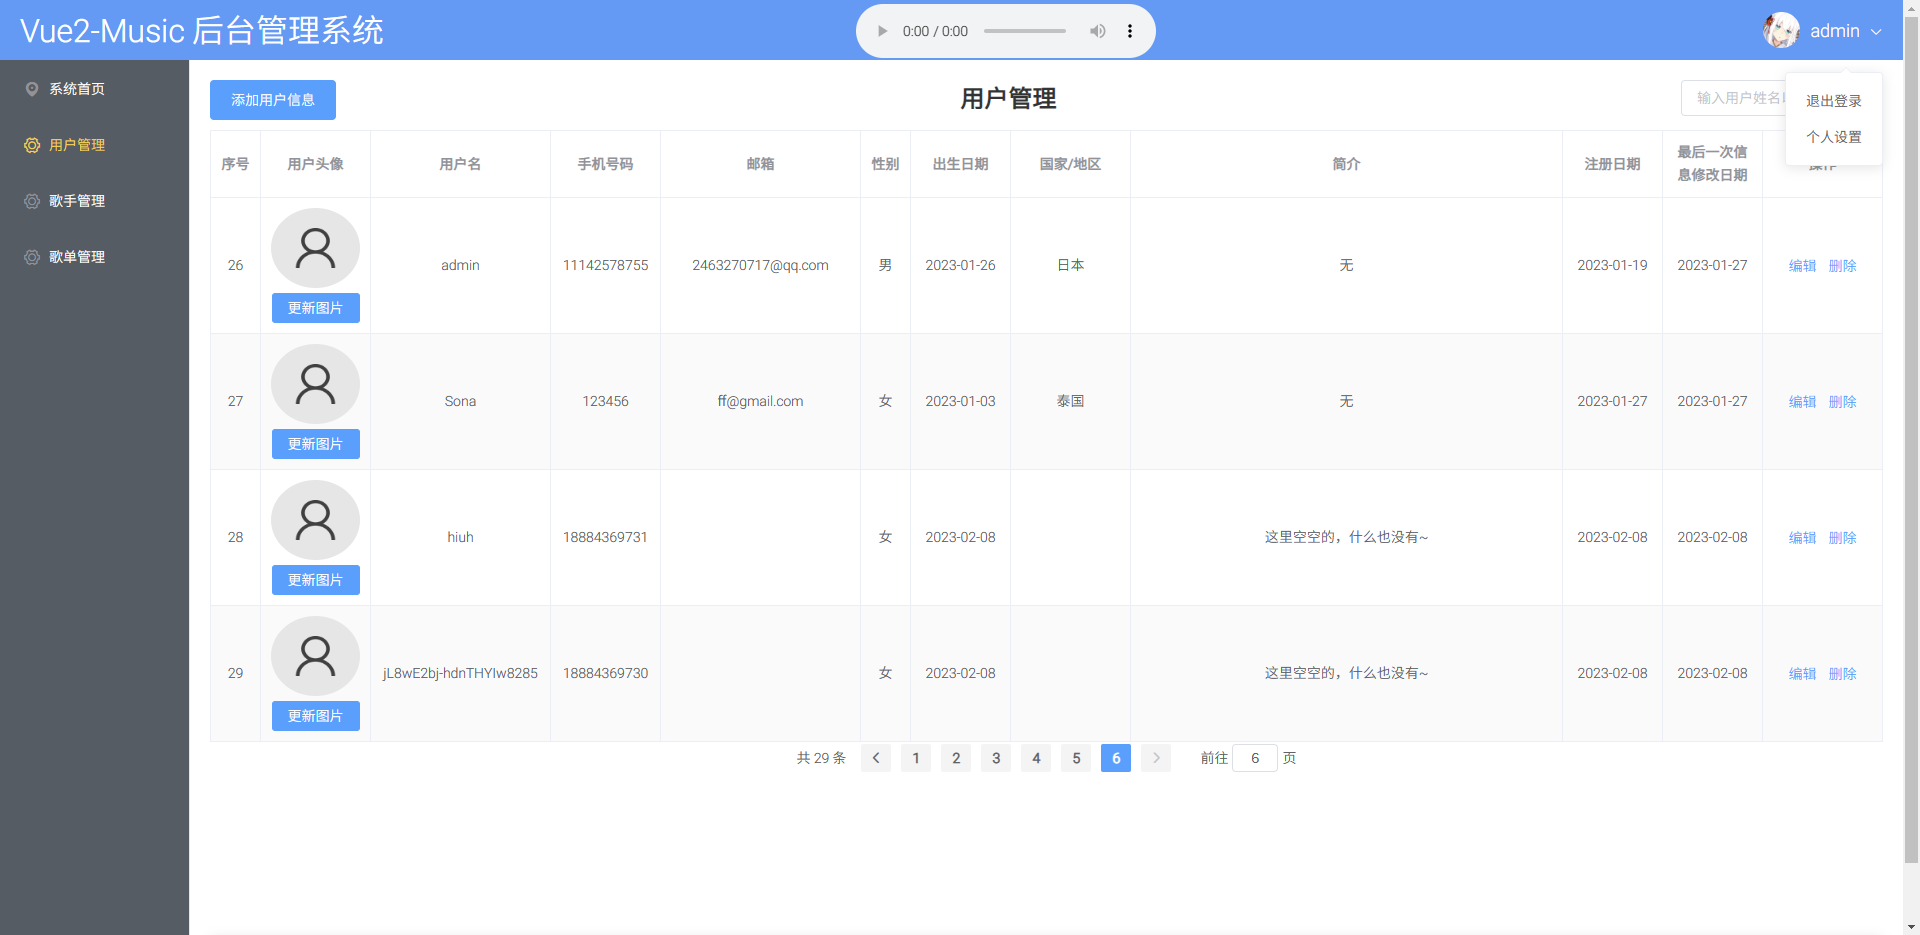 Vue2-Music 后台管理系统
0:00 / 0:00
admin
系统首页
用户管理
歌手管理
歌单管理
添加用户信息
用户管理
输入用户姓名
退出登录
个人设置
序号 用户头像 用户名 手机号码 邮箱 性别 出生日期 国家/地区 简介 注册日期 最后一次信
息修改日期 操作
26 admin 11142578755 2463270717@qq.com 男 2023-01-26 日本 无 2023-01-19 2023-01-27 编辑 删除
更新图片
27 Sona 123456 ff@gmail.com 女 2023-01-03 泰国 无 2023-01-27 2023-01-27 编辑 删除
更新图片
28 hiuh 18884369731 女 2023-02-08 这里空空的，什么也没有~ 2023-02-08 2023-02-08 编辑 删除
更新图片
29 jL8wE2bj-hdnTHYIw8285 18884369730 女 2023-02-08 这里空空的，什么也没有~ 2023-02-08 2023-02-08 编辑 删除
更新图片
共 29 条 1 2 3 4 5 6 前往 6 页